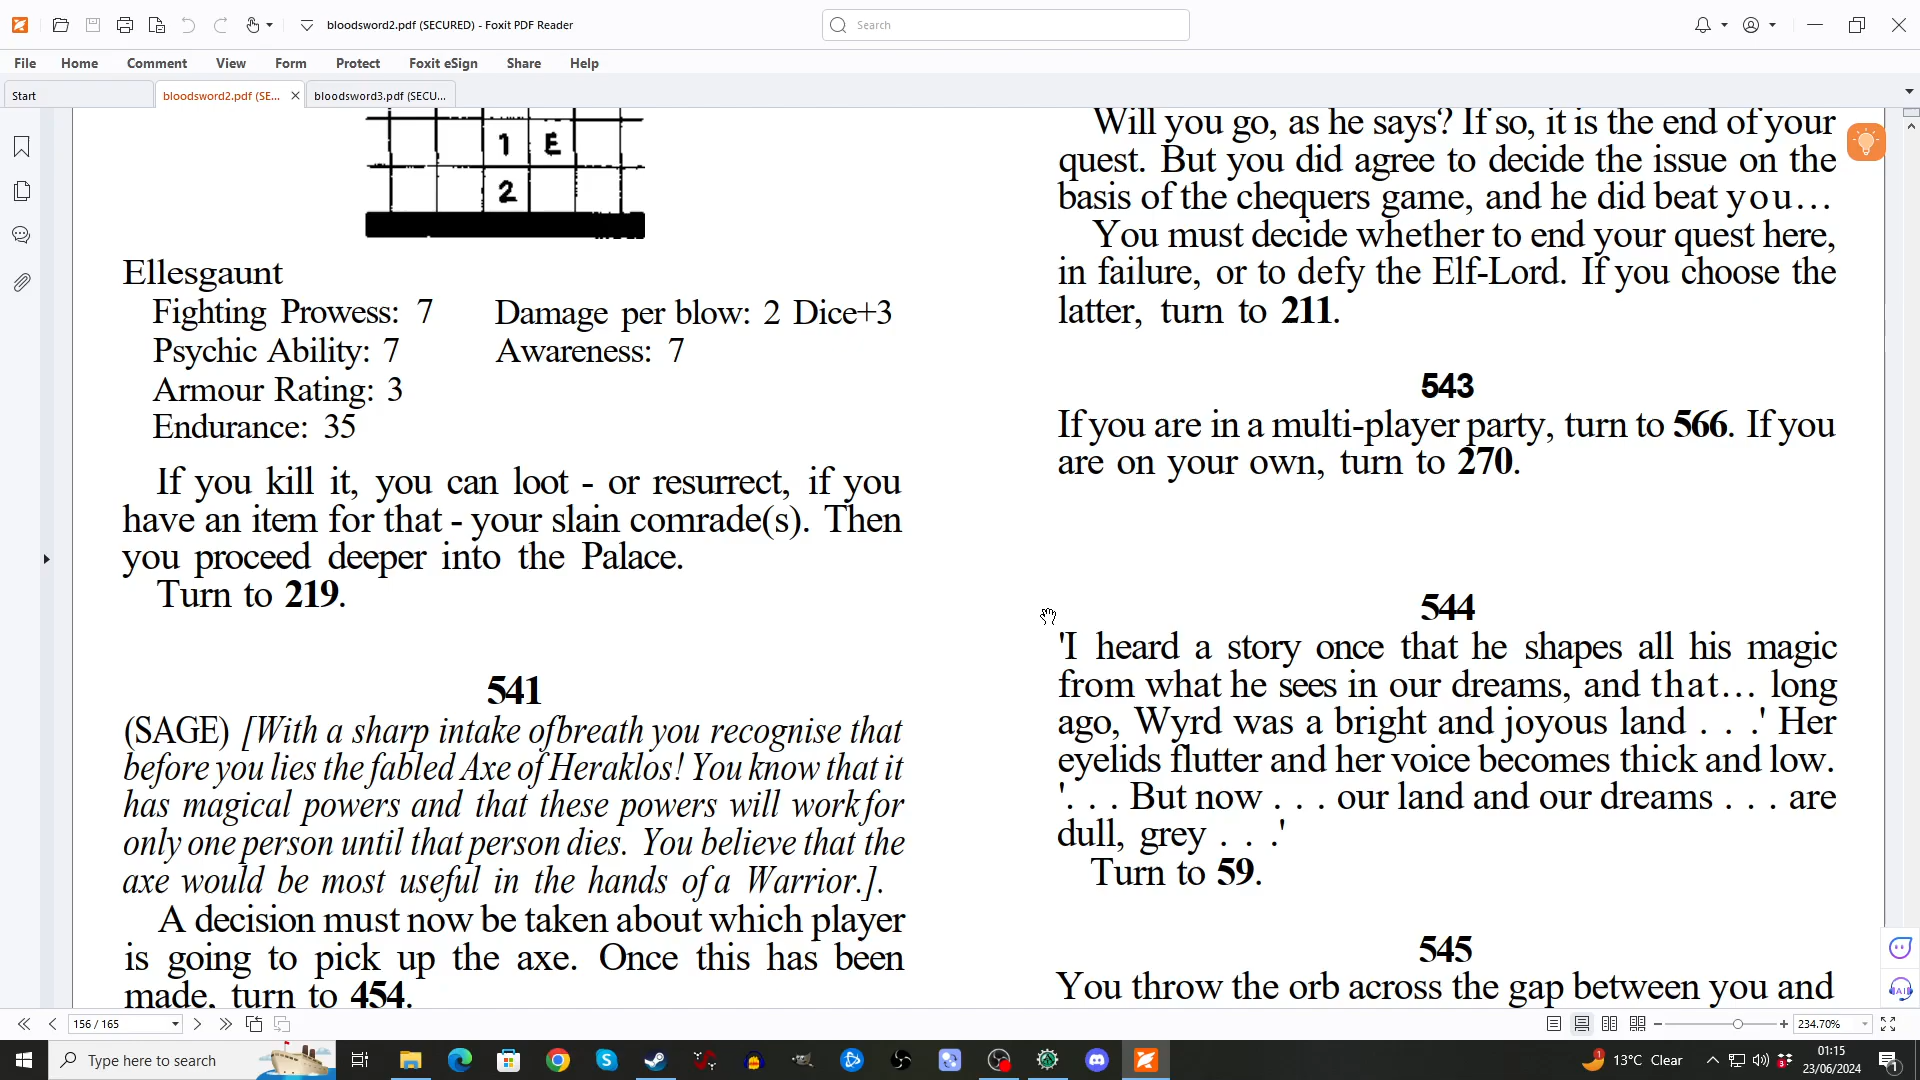 bloodsword2.pdf (SECURED) - Foxit PDF Reader
Search
File Home Comment View Form Protect Foxit eSign Share Help
Start
bloodsword2.pdf (SE...
bloodsword3.pdf (SECU...
1 E
2
Ellesgaunt
Fighting Prowess: 7 Damage per blow: 2 Dice+3
Psychic Ability: 7 Awareness: 7
Armour Rating: 3
Endurance: 35
If you kill it, you can loot - or resurrect, if you
have an item for that - your slain comrade(s). Then
you proceed deeper into the Palace.
Turn to 219.
541
(SAGE) [With a sharp intake of breath you recognise that
before you lies the fabled Axe of Heraklos! You know that it
has magical powers and that these powers will work for
only one person until that person dies. You believe that the
axe would be most useful in the hands of a Warrior.].
A decision must now be taken about which player
is going to pick up the axe. Once this has been
made, turn to 454.
Will you go, as he says? If so, it is the end of your
quest. But you did agree to decide the issue on the
basis of the chequers game, and he did beat you...
You must decide whether to end your quest here,
in failure, or to defy the Elf-Lord. If you choose the
latter, turn to 211.
543
If you are in a multi-player party, turn to 566. If you
are on your own, turn to 270.
544
'I heard a story once that he shapes all his magic
from what he sees in our dreams, and that... long
ago, Wyrd was a bright and joyous land . . .' Her
eyelids flutter and her voice becomes thick and low.
'. . . But now . . . our land and our dreams . . . are
dull, grey . . .'
Turn to 59.
545
You throw the orb across the gap between you and
AI
156 / 165
234.70%
Type here to search
1
13°C Clear
01:15
23/06/2024
1